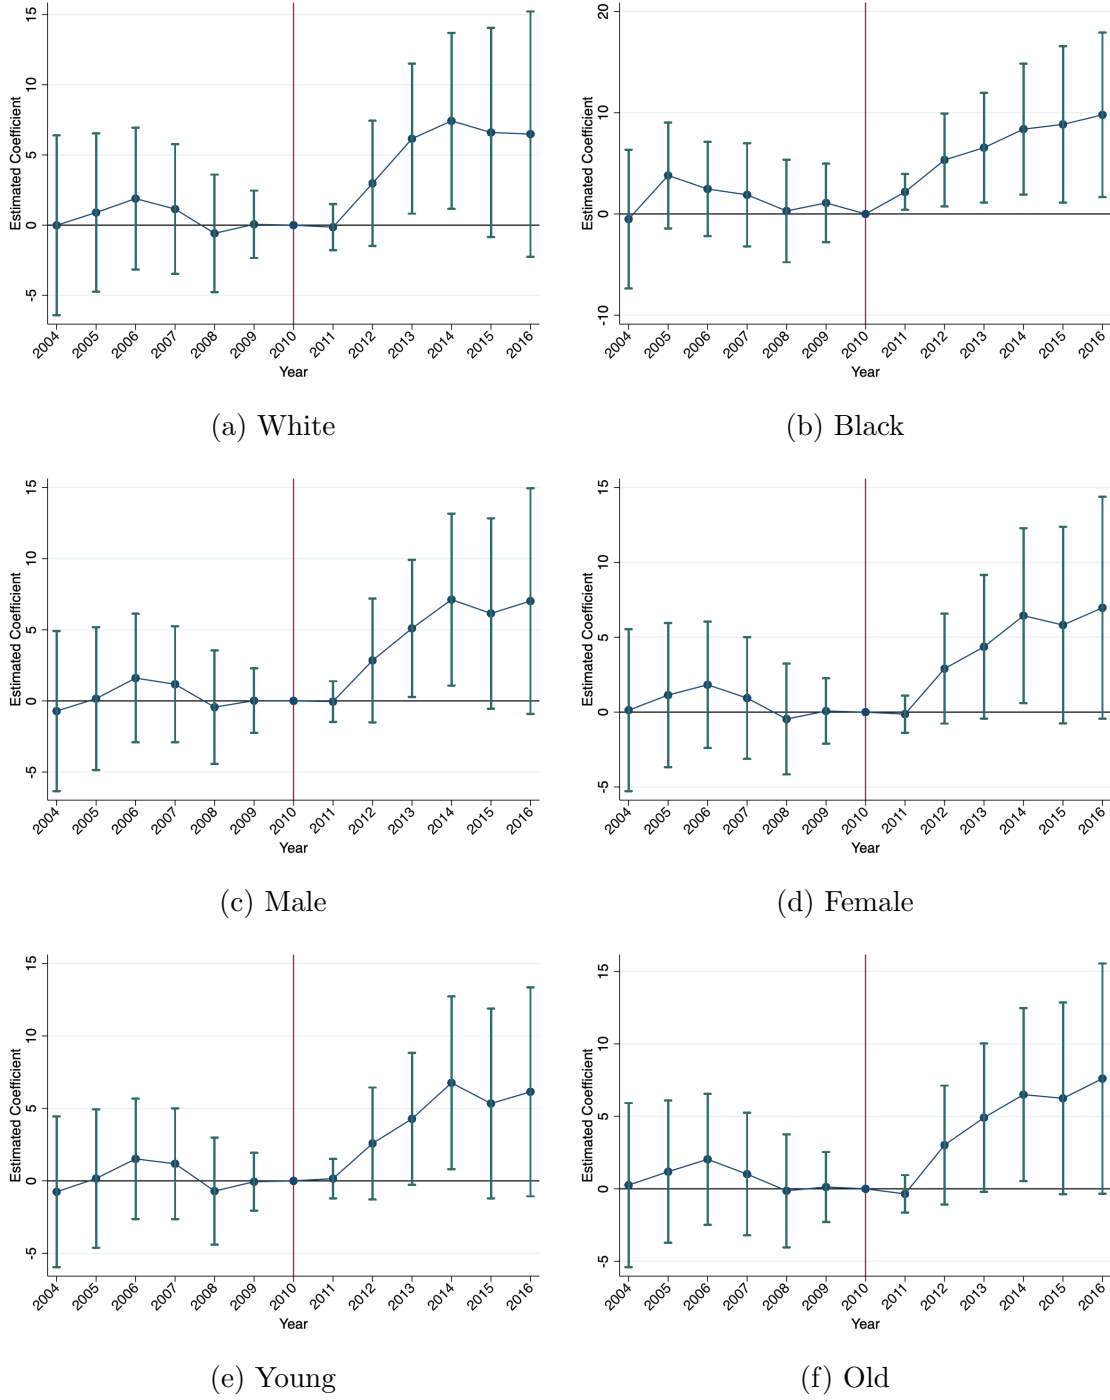 Estimated Coefficient
15
10
5
0
-5
2004 2005 2006 2007 2008 2009 2010 2011 2012 2013 2014 2015 2016
Year
(a) White
Estimated Coefficient
20
10
0
-10
2004 2005 2006 2007 2008 2009 2010 2011 2012 2013 2014 2015 2016
Year
(b) Black
Estimated Coefficient
15
10
5
0
-5
2004 2005 2006 2007 2008 2009 2010 2011 2012 2013 2014 2015 2016
Year
(c) Male
Estimated Coefficient
15
10
5
0
-5
2004 2005 2006 2007 2008 2009 2010 2011 2012 2013 2014 2015 2016
Year
(d) Female
Estimated Coefficient
15
10
5
0
-5
2004 2005 2006 2007 2008 2009 2010 2011 2012 2013 2014 2015 2016
Year
(e) Young
Estimated Coefficient
15
10
5
0
-5
2004 2005 2006 2007 2008 2009 2010 2011 2012 2013 2014 2015 2016
Year
(f) Old